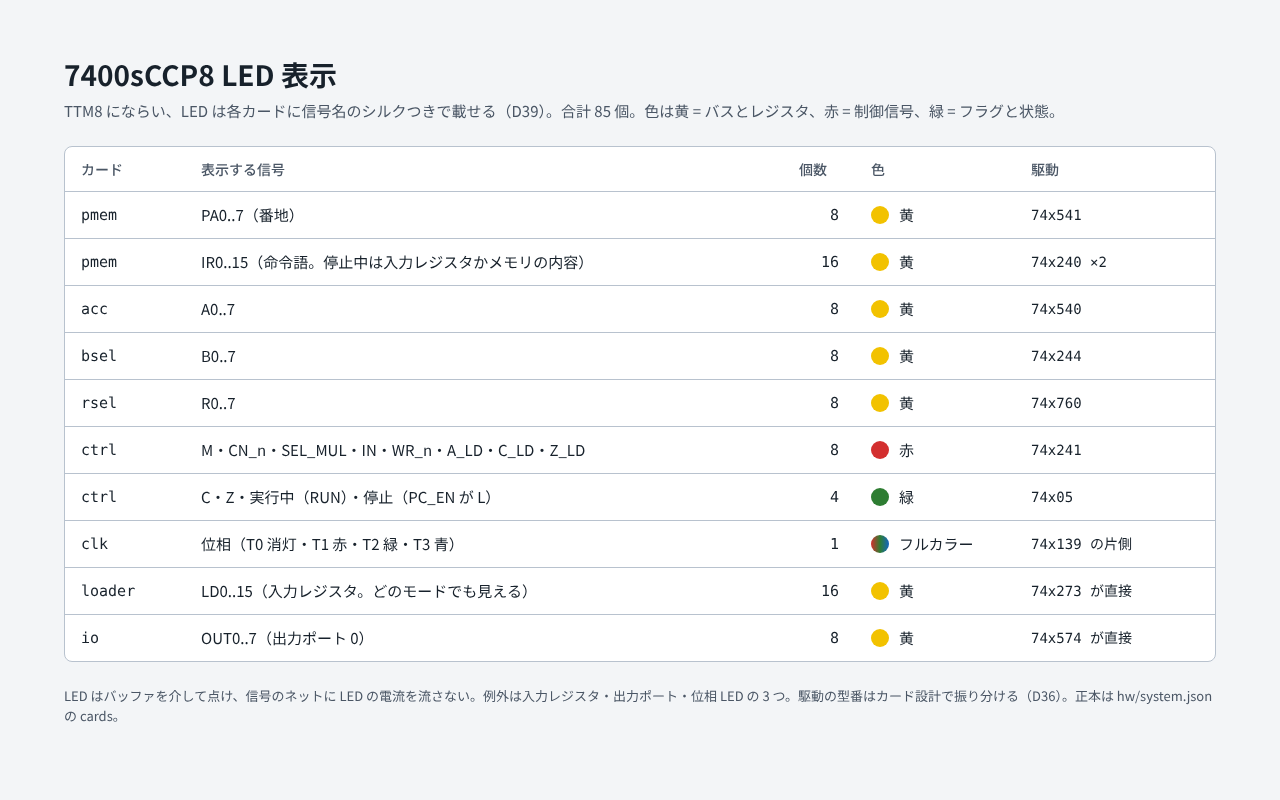 7400sCCP8 LED 表示
TTM8 にならい、LED は各カードに信号名のシルクつきで載せる（D39）。合計 85 個。色は黄 = バスとレジスタ、赤 = 制御信号、緑 = フラグと状態。
カード 表示する信号 個数 色 駆動
pmem PA0..7（番地） 8 黄 74x541
pmem IR0..15（命令語。停止中は入力レジスタかメモリの内容） 16 黄 74x240 ×2
acc A0..7 8 黄 74x540
bsel B0..7 8 黄 74x244
rsel R0..7 8 黄 74x760
ctrl M・CN_n・SEL_MUL・IN・WR_n・A_LD・C_LD・Z_LD 8 赤 74x241
ctrl C・Z・実行中（RUN）・停止（PC_EN が L） 4 緑 74x05
clk 位相（T0 消灯・T1 赤・T2 緑・T3 青） 1 フルカラー 74x139 の片側
loader LD0..15（入力レジスタ。どのモードでも見える） 16 黄 74x273 が直接
io OUT0..7（出力ポート 0） 8 黄 74x574 が直接
LED はバッファを介して点け、信号のネットに LED の電流を流さない。例外は入力レジスタ・出力ポート・位相 LED の 3 つ。駆動の型番はカード設計で振り分ける（D36）。正本は hw/system.json
の cards。